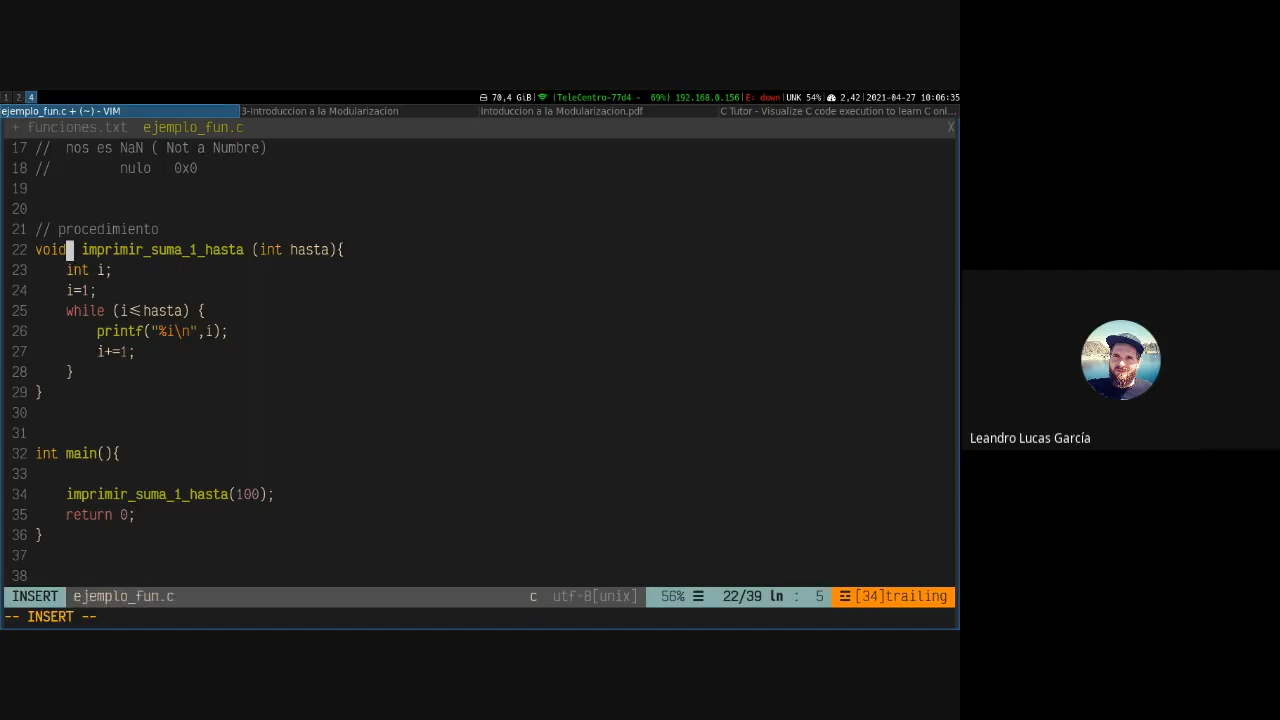 1 2 4 70,4 GiB| |(TeleCentro-77d4 - 69%) 192.168.0.156|E: down|UNK 54%| 2,42|2021-04-27 10:06:35
ejemplo_fun.c + (~) - VIM 3-Introduccion a la Modularizacion Intoduccion a la Modularizacion.pdf C Tutor - Visualize C code execution to learn C onl...
+ funciones.txt ejemplo_fun.c X
17 // nos es NaN ( Not a Numbre)
18 // nulo 0x0
19
20
21 // procedimiento
22 void imprimir_suma_1_hasta (int hasta){
23 int i;
24 i=1;
25 while (i<=hasta) {
26 printf("%i\n",i);
27 i+=1;
28 }
29 }
30
31
32 int main(){
33
34 imprimir_suma_1_hasta(100);
35 return 0;
36 }
37
38
INSERT ejemplo_fun.c c utf-8[unix] 56% ☰ 22/39 ln : 5 ☲ [34]trailing
-- INSERT --
Leandro Lucas García